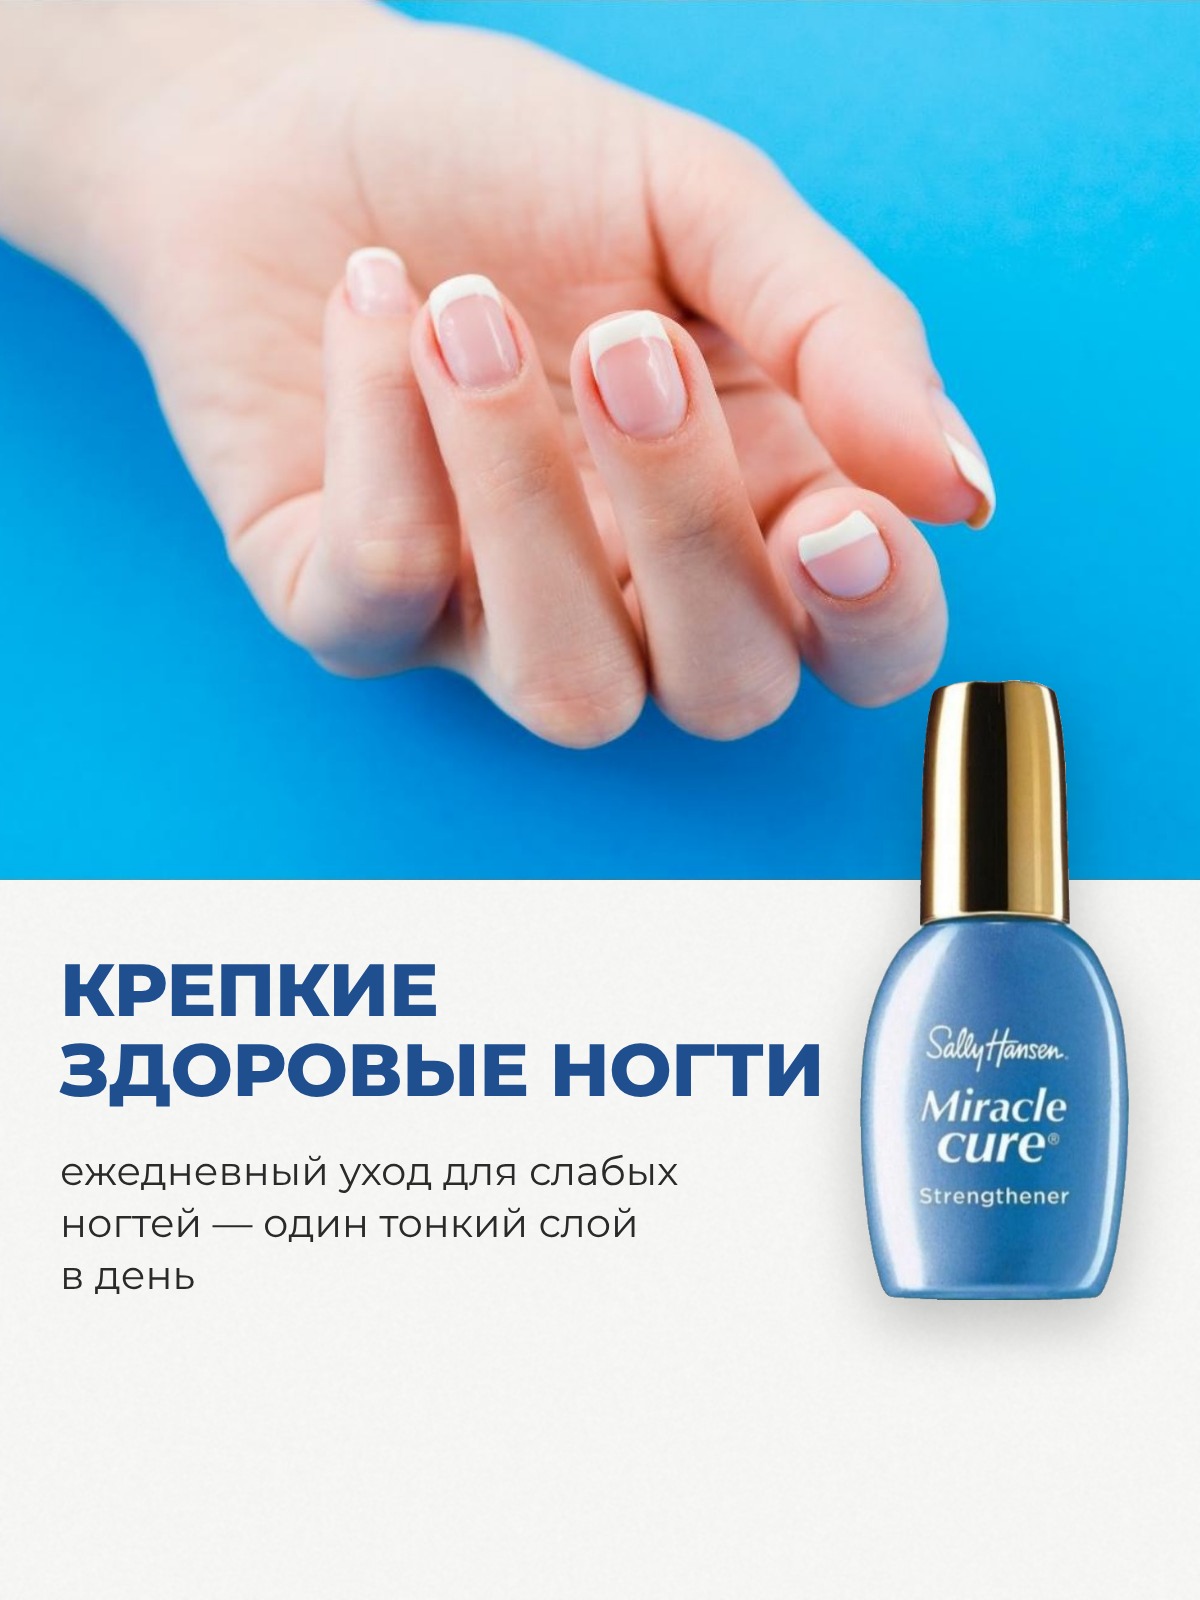 КРЕПКИЕ
ЗДОРОВЫЕ НОГТИ
ежедневный уход для слабых
ногтей — один тонкий слой
в день
Sally Hansen
Miracle
cure®
Strengthener